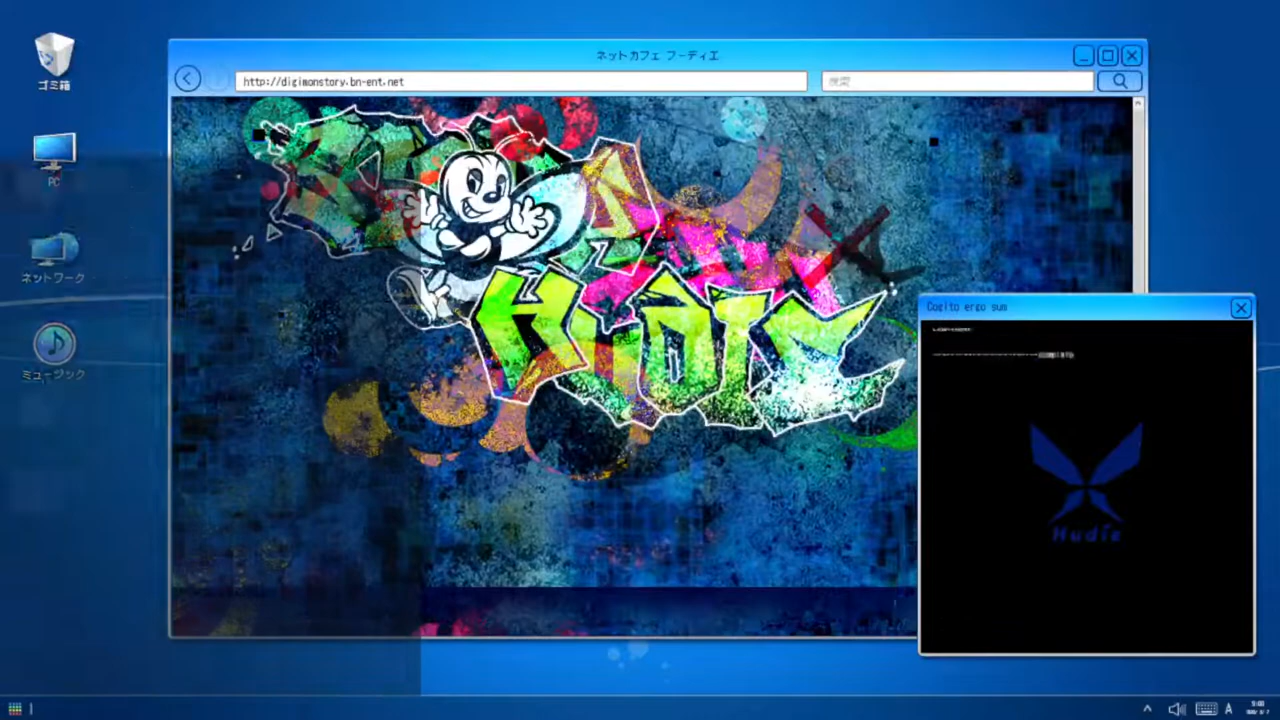 ゴミ箱
PC
ネットワーク
ミュージック
ネットカフェ フーディエ
http://digimonstory.bn-ent.net
検索
HUDIE
Cogito ergo sum
Hudie
A
9:00